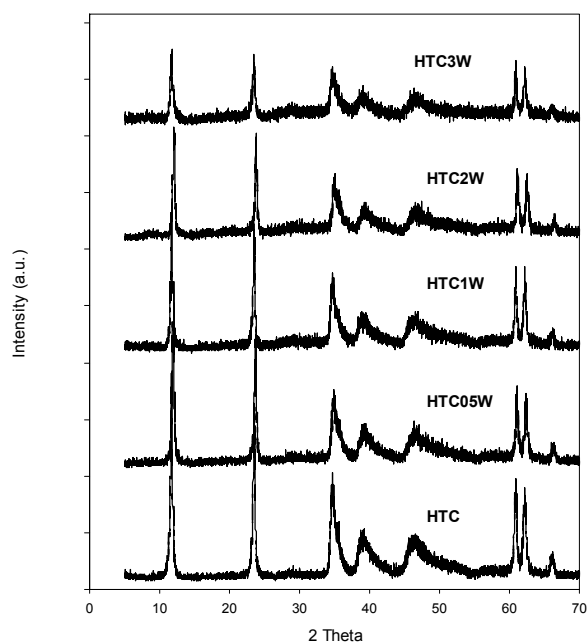 HTC3W
HTC2W
HTC1W
HTC05W
HTC
Intensity (a.u.)
0 10 20 30 40 50 60 70
2 Theta